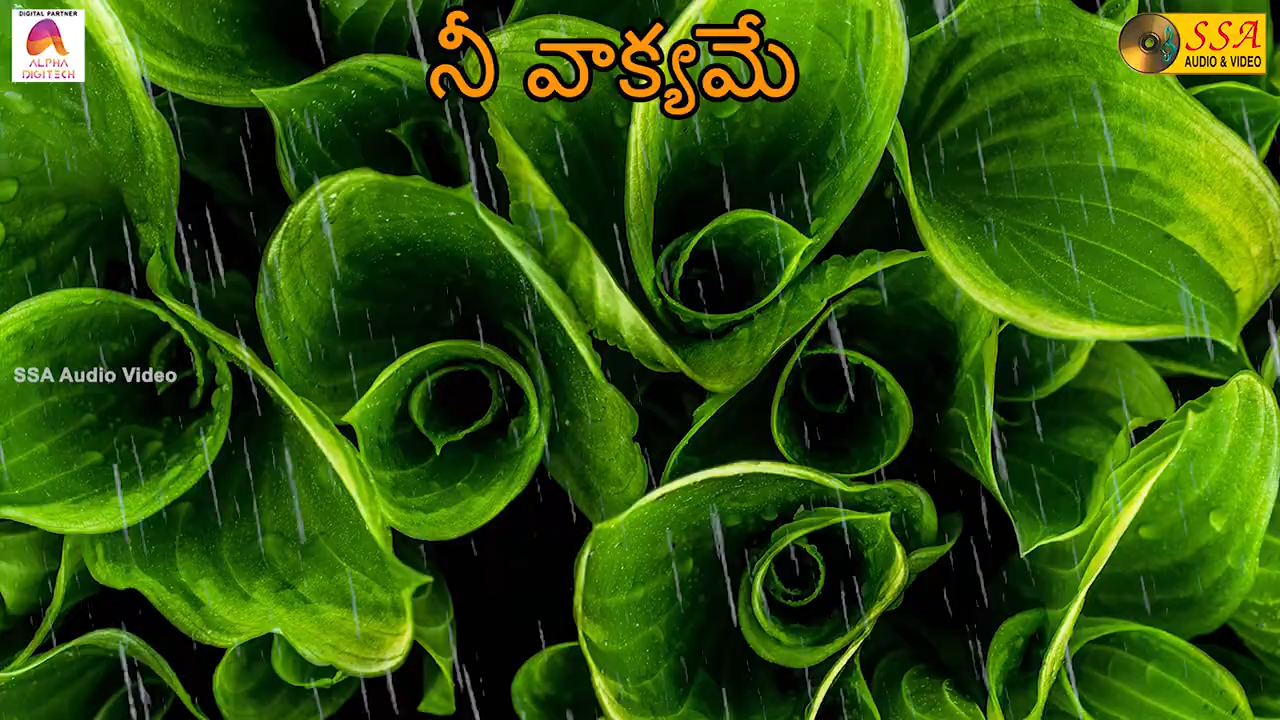 DIGITAL PARTNER
ALPHA
DIGITECH
నీ వాక్యమే
SSA
AUDIO & VIDEO
SSA Audio Video